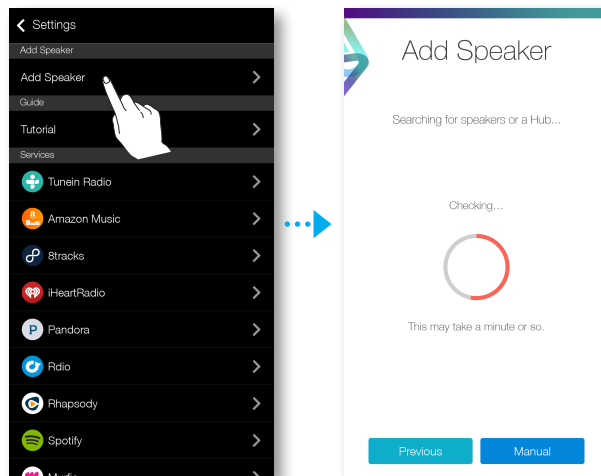 Settings
Add Speaker
Add Speaker
Guide
Tutorial
Services
Tunein Radio
Amazon Music
8tracks
iHeartRadio
P Pandora
Rdio
Rhapsody
Spotify
Add Speaker
Searching for speakers or a Hub...
Checking...
This may take a minute or so.
Previous
Manual